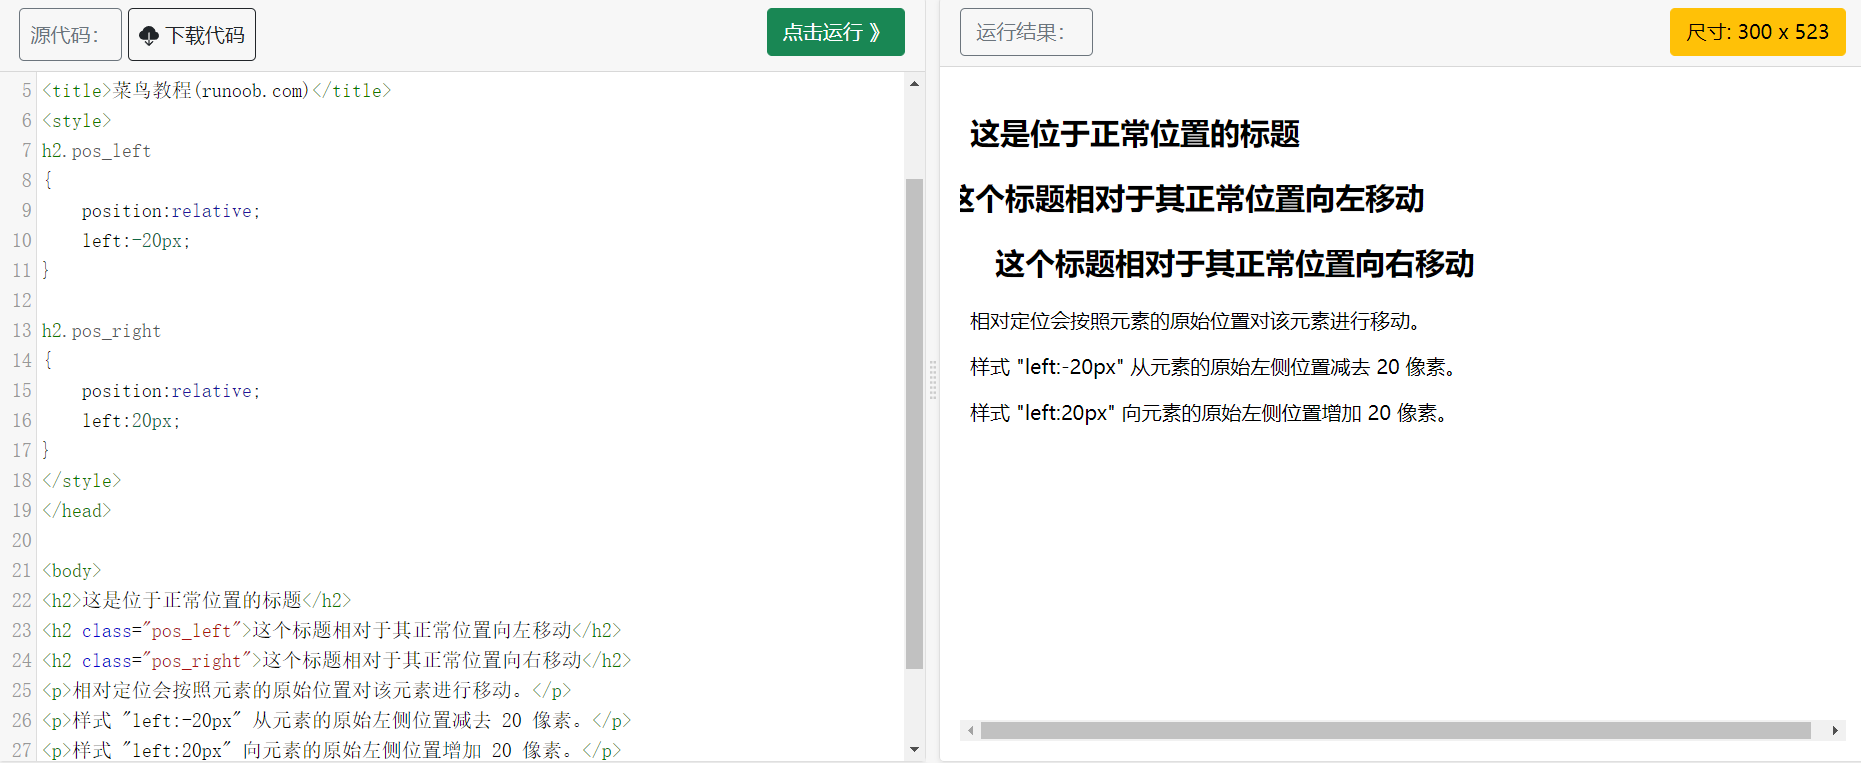 源代码：
下载代码
点击运行 》
5 <title>菜鸟教程(runoob.com)</title>
6 <style>
7 h2.pos_left
8 {
9     position:relative;
10     left:-20px;
11 }
12
13 h2.pos_right
14 {
15     position:relative;
16     left:20px;
17 }
18 </style>
19 </head>
20
21 <body>
22 <h2>这是位于正常位置的标题</h2>
23 <h2 class="pos_left">这个标题相对于其正常位置向左移动</h2>
24 <h2 class="pos_right">这个标题相对于其正常位置向右移动</h2>
25 <p>相对定位会按照元素的原始位置对该元素进行移动。</p>
26 <p>样式 "left:-20px" 从元素的原始左侧位置减去 20 像素。</p>
27 <p>样式 "left:20px" 向元素的原始左侧位置增加 20 像素。</p>
运行结果：
尺寸: 300 x 523
这是位于正常位置的标题
这个标题相对于其正常位置向左移动
这个标题相对于其正常位置向右移动
相对定位会按照元素的原始位置对该元素进行移动。
样式 "left:-20px" 从元素的原始左侧位置减去 20 像素。
样式 "left:20px" 向元素的原始左侧位置增加 20 像素。